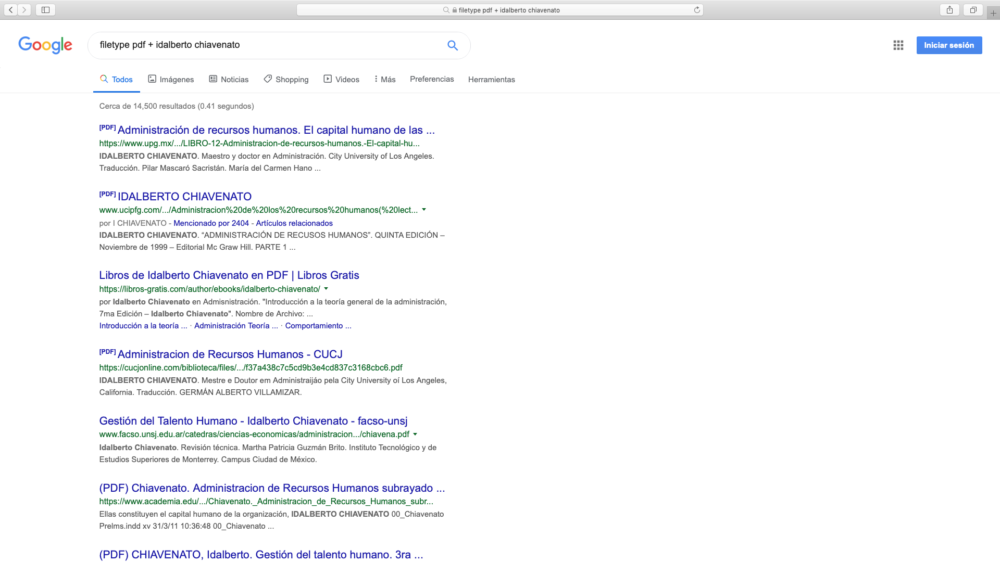 filetype pdf + idalberto chiavenato
Google
filetype pdf + idalberto chiavenato
Iniciar sesión
Todos Imágenes Noticias Shopping Videos Más Preferencias Herramientas
Cerca de 14,500 resultados (0.41 segundos)
[PDF] Administración de recursos humanos. El capital humano de las ...
https://www.upg.mx/.../LIBRO-12-Administracion-de-recursos-humanos.-El-capital-hu...
IDALBERTO CHIAVENATO. Maestro y doctor en Administración. City University of Los Angeles.
Traducción. Pilar Mascaró Sacristán. María del Carmen Hano ...
[PDF] IDALBERTO CHIAVENATO
www.ucipfg.com/.../Administracion%20de%20los%20recursos%20humanos(%20lect...
por I CHIAVENATO - Mencionado por 2404 - Artículos relacionados
IDALBERTO CHIAVENATO. “ADMINISTRACIÓN DE RECUSOS HUMANOS”. QUINTA EDICIÓN –
Noviembre de 1999 – Editorial Mc Graw Hill. PARTE 1 ...
Libros de Idalberto Chiavenato en PDF | Libros Gratis
https://libros-gratis.com/author/ebooks/idalberto-chiavenato/
por Idalberto Chiavenato en Admisnistración. "Introducción a la teoría general de la administración,
7ma Edición – Idalberto Chiavenato". Nombre de Archivo: ...
Introducción a la teoría ... · Administración Teoría ... · Comportamiento ...
[PDF] Administracion de Recursos Humanos - CUCJ
https://cucjonline.com/biblioteca/files/.../f37a438c7c5cd9b3e4cd837c3168cbc6.pdf
IDALBERTO CHIAVENATO. Mestre e Doutor em Administraijáo pela City University oí Los Angeles,
California. Traducción. GERMÁN ALBERTO VILLAMIZAR.
Gestión del Talento Humano - Idalberto Chiavenato - facso-unsj
www.facso.unsj.edu.ar/catedras/ciencias-economicas/administracion.../chiavena.pdf
Idalberto Chiavenato. Revisión técnica. Martha Patricia Guzmán Brito. Instituto Tecnológico y de
Estudios Superiores de Monterrey. Campus Ciudad de México.
(PDF) Chiavenato. Administracion de Recursos Humanos subrayado ...
https://www.academia.edu/.../Chiavenato._Administracion_de_Recursos_Humanos_subr...
Ellas constituyen el capital humano de la organización, IDALBERTO CHIAVENATO 00_Chiavenato
Prelms.indd xv 31/3/11 10:36:48 00_Chiavenato ...
(PDF) CHIAVENATO, Idalberto. Gestión del talento humano. 3ra ...